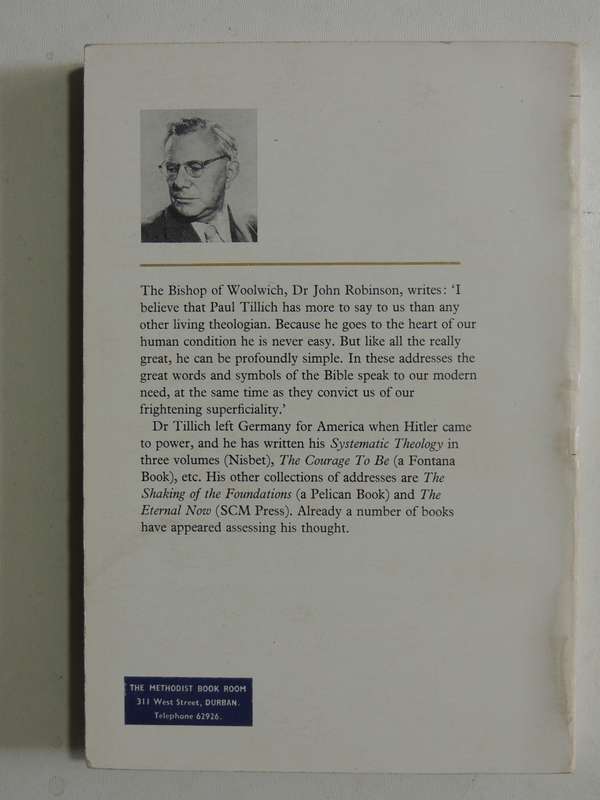 The Bishop of Woolwich, Dr John Robinson, writes: ‘I
believe that Paul Tillich has more to say to us than any
other living theologian. Because he goes to the heart of our
human condition he is never easy. But like all the really
great, he can be profoundly simple. In these addresses the
great words and symbols of the Bible speak to our modern
need, at the same time as they convict us of our
frightening superficiality.’
Dr Tillich left Germany for America when Hitler came
to power, and he has written his Systematic Theology in
three volumes (Nisbet), The Courage To Be (a Fontana
Book), etc. His other collections of addresses are The
Shaking of the Foundations (a Pelican Book) and The
Eternal Now (SCM Press). Already a number of books
have appeared assessing his thought.
THE METHODIST BOOK ROOM
311 West Street, DURBAN.
Telephone 62926.